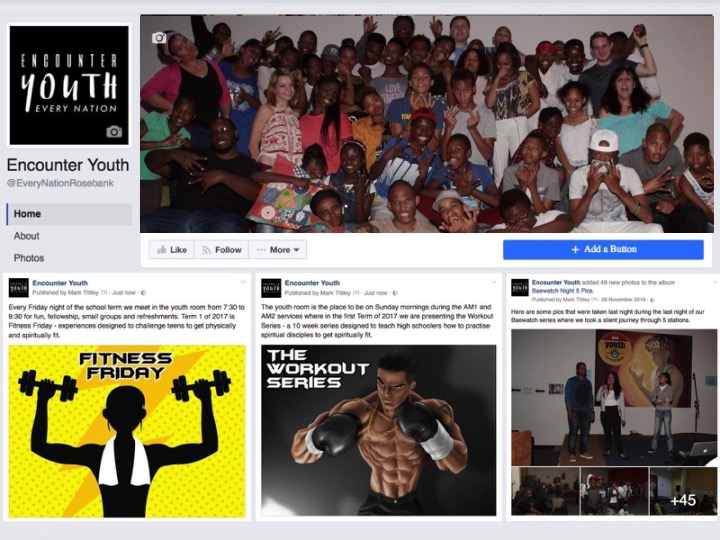 ENCOUNTER
YOUTH
EVERY NATION
Encounter Youth
@EveryNationRosebank
Home
About
Photos
LOVE
Like
Follow
More
+ Add a Button
Encounter Youth
Published by Mark Tittley · Just now ·
Every Friday night of the school term we meet in the youth room from 7:30 to
9:30 for fun, fellowship, small groups and refreshments. Term 1 of 2017 is
Fitness Friday - experiences designed to challenge teens to get physically
and spiritually fit.
FITNESS
FRIDAY
Encounter Youth
Published by Mark Tittley · Just now ·
The youth room is the place to be on Sunday mornings during the AM1 and
AM2 services where in the first Term of 2017 we are presenting the Workout
Series - a 10 week series designed to teach high schoolers how to practise
spiritual disciples to get spiritually fit.
THE
WORKOUT
SERIES
Encounter Youth added 49 new photos to the album
Baewatch Night 5 Pics.
Published by Mark Tittley · 26 November 2016 ·
Here are some pics that were taken last night during the last night of our
Baewatch series where we took a silent journey through 5 stations.
youth
+45